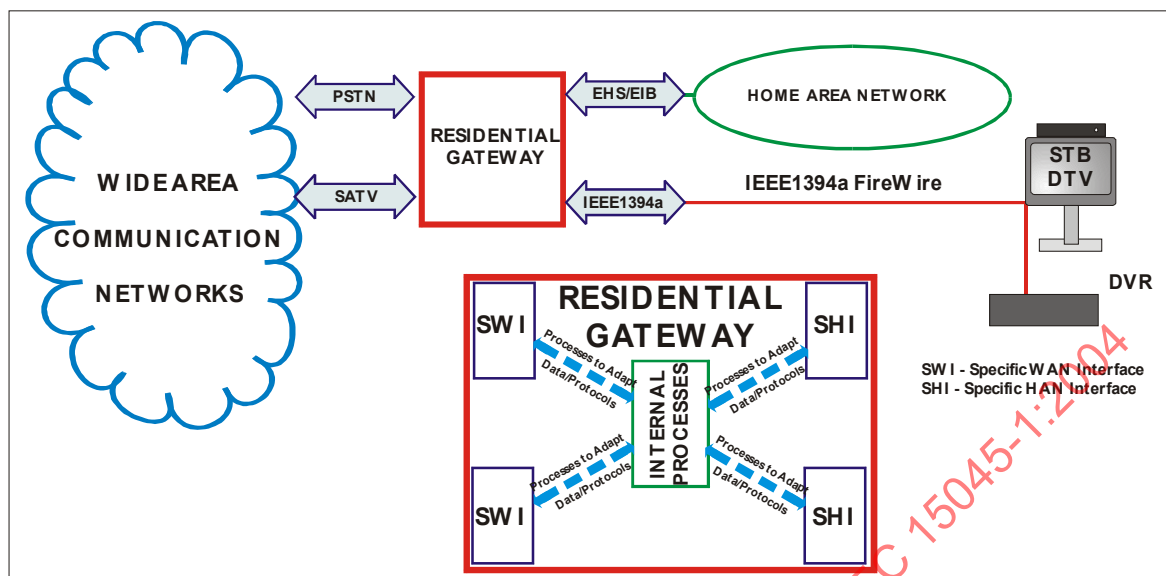 WIDEAREA
COMMUNICATION
NETWORKS
PSTN
SATV
RESIDENTIAL
GATEWAY
EHS/EIB
IEEE1394a
HOME AREA NETWORK
IEEE1394a FireWire
STB
DTV
DVR
RESIDENTIAL
GATEWAY
SWI
SHI
Processes to Adapt
Data/Protocols
Processes to Adapt
Data/Protocols
INTERNAL
PROCESSES
Processes to Adapt
Data/Protocols
Processes to Adapt
Data/Protocols
SWI
SHI
SWI - Specific WAN Interface
SHI - Specific HAN Interface
C 15045-1:2004